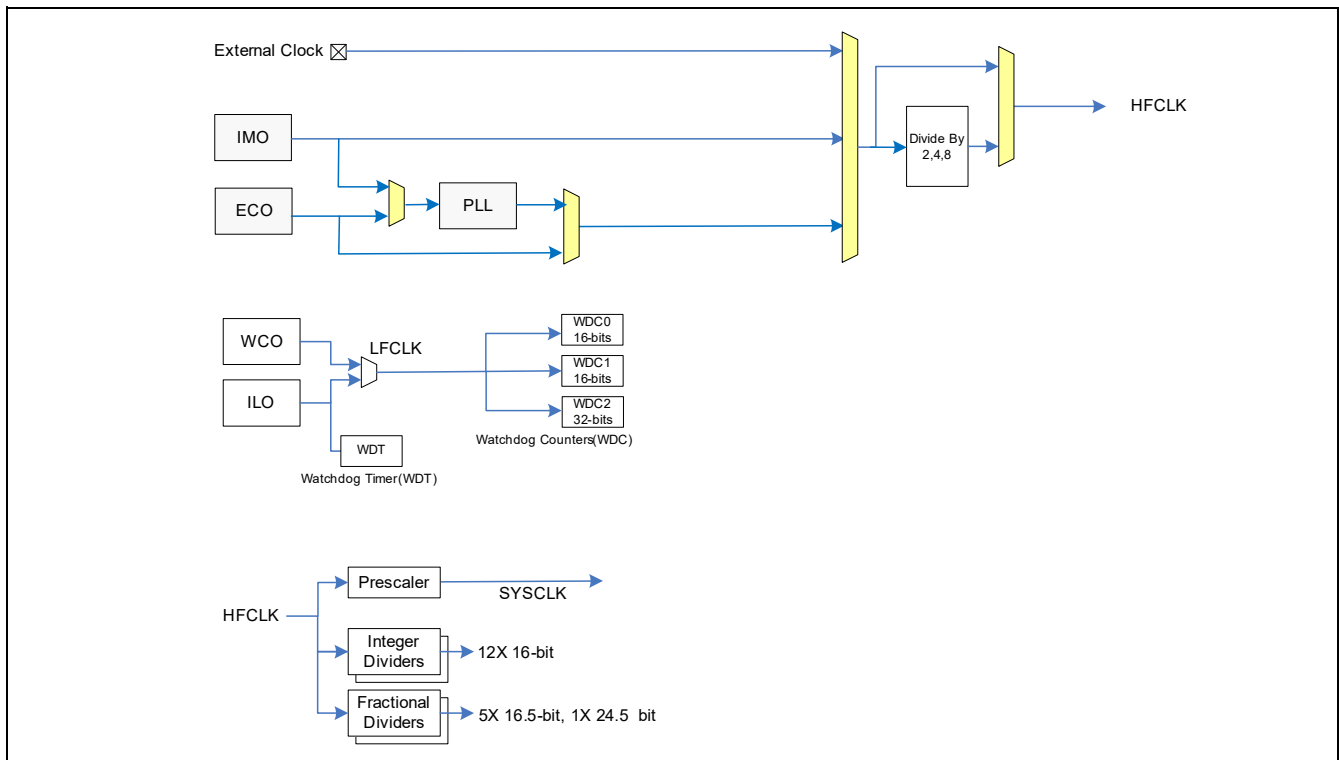 External Clock
IMO
HFCLK
Divide By
2,4,8
ECO
PLL
WCO
LFCLK
WDC0
16-bits
WDC1
16-bits
ILO
WDC2
32-bits
WDT
Watchdog Counters(WDC)
Watchdog Timer(WDT)
Prescaler
SYSCLK
HFCLK
Integer
Dividers
12X 16-bit
Fractional
Dividers
5X 16.5-bit, 1X 24.5 bit